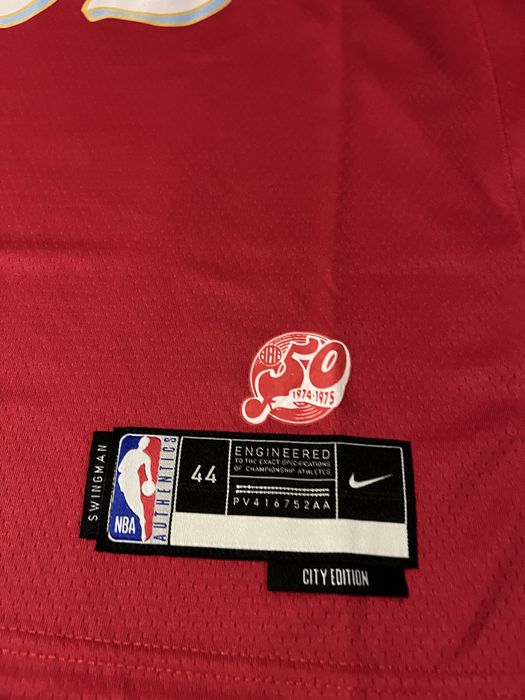 50
1974-1975
SWINGMAN
NBA
AUTHENTICS
44
ENGINEERED
TO THE EXACT SPECIFICATIONS
OF CHAMPIONSHIP ATHLETES
PV416752AA
CITY EDITION